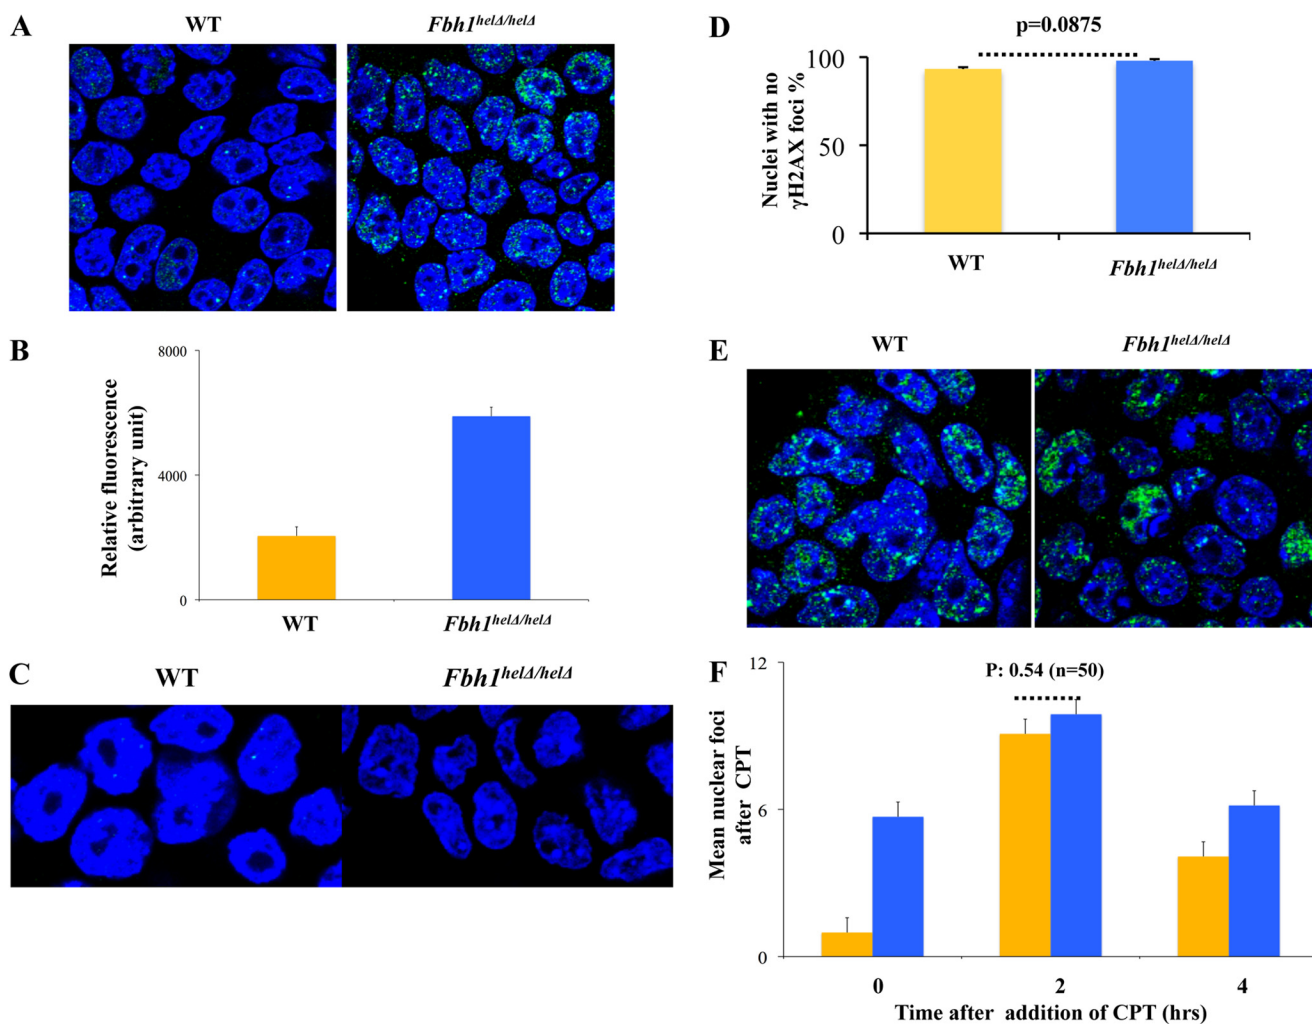 A
WT
Fbh1helΔ/helΔ
B
8000
4000
0
Relative fluorescence
(arbitrary unit)
WT
Fbh1helΔ/helΔ
C
WT
Fbh1helΔ/helΔ
D
p=0.0875
100
50
0
Nuclei with no
γH2AX foci %
WT
Fbh1helΔ/helΔ
E
WT
Fbh1helΔ/helΔ
F
12
6
0
P: 0.54 (n=50)
Mean nuclear foci
after CPT
0
2
4
Time after addition of CPT (hrs)